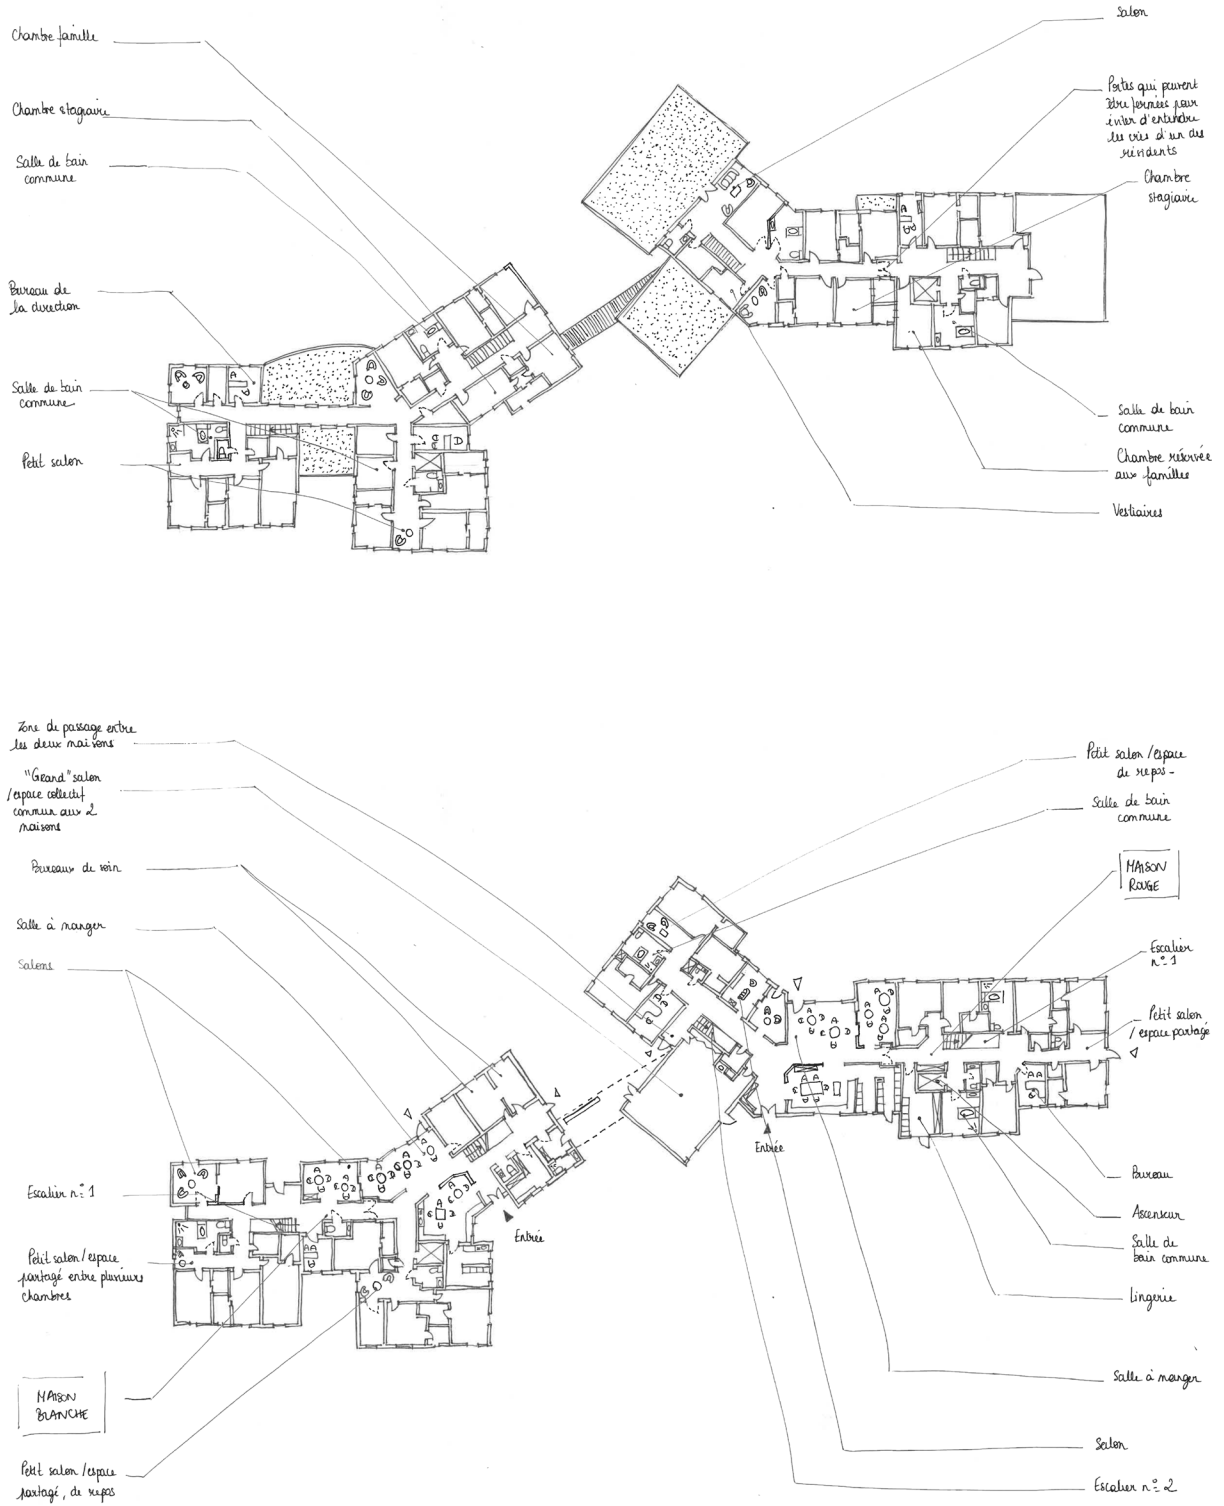 Chambre famille
Chambre stagiaire
Salle de bain
commune
Bureau de
la direction
Salle de bain
commune
Petit salon
Salon
Portes qui peuvent
être fermées pour
éviter d'entendre
les cris d'un des
résidents
Chambre
stagiaire
Salle de bain
commune
Chambre réservée
aux familles
Vestiaires
Zone de passage entre
les deux maisons
"Grand" salon
/espace collectif
commun aux 2
maisons
Bureaux de soin
Salle à manger
Salons
Escalier n°1
Petit salon/espace
partagé entre plusieurs
chambres
MAISON
BLANCHE
Petit salon/espace
partagé, de repos
Entrée
Entrée
Petit salon/espace
de repos-
Salle de bain
commune
MAISON
ROUGE
Escalier
n°1
Petit salon
/espace partagé
Bureau
Ascenseur
Salle de
bain commune
Lingerie
Salle à manger
Salon
Escalier n°2